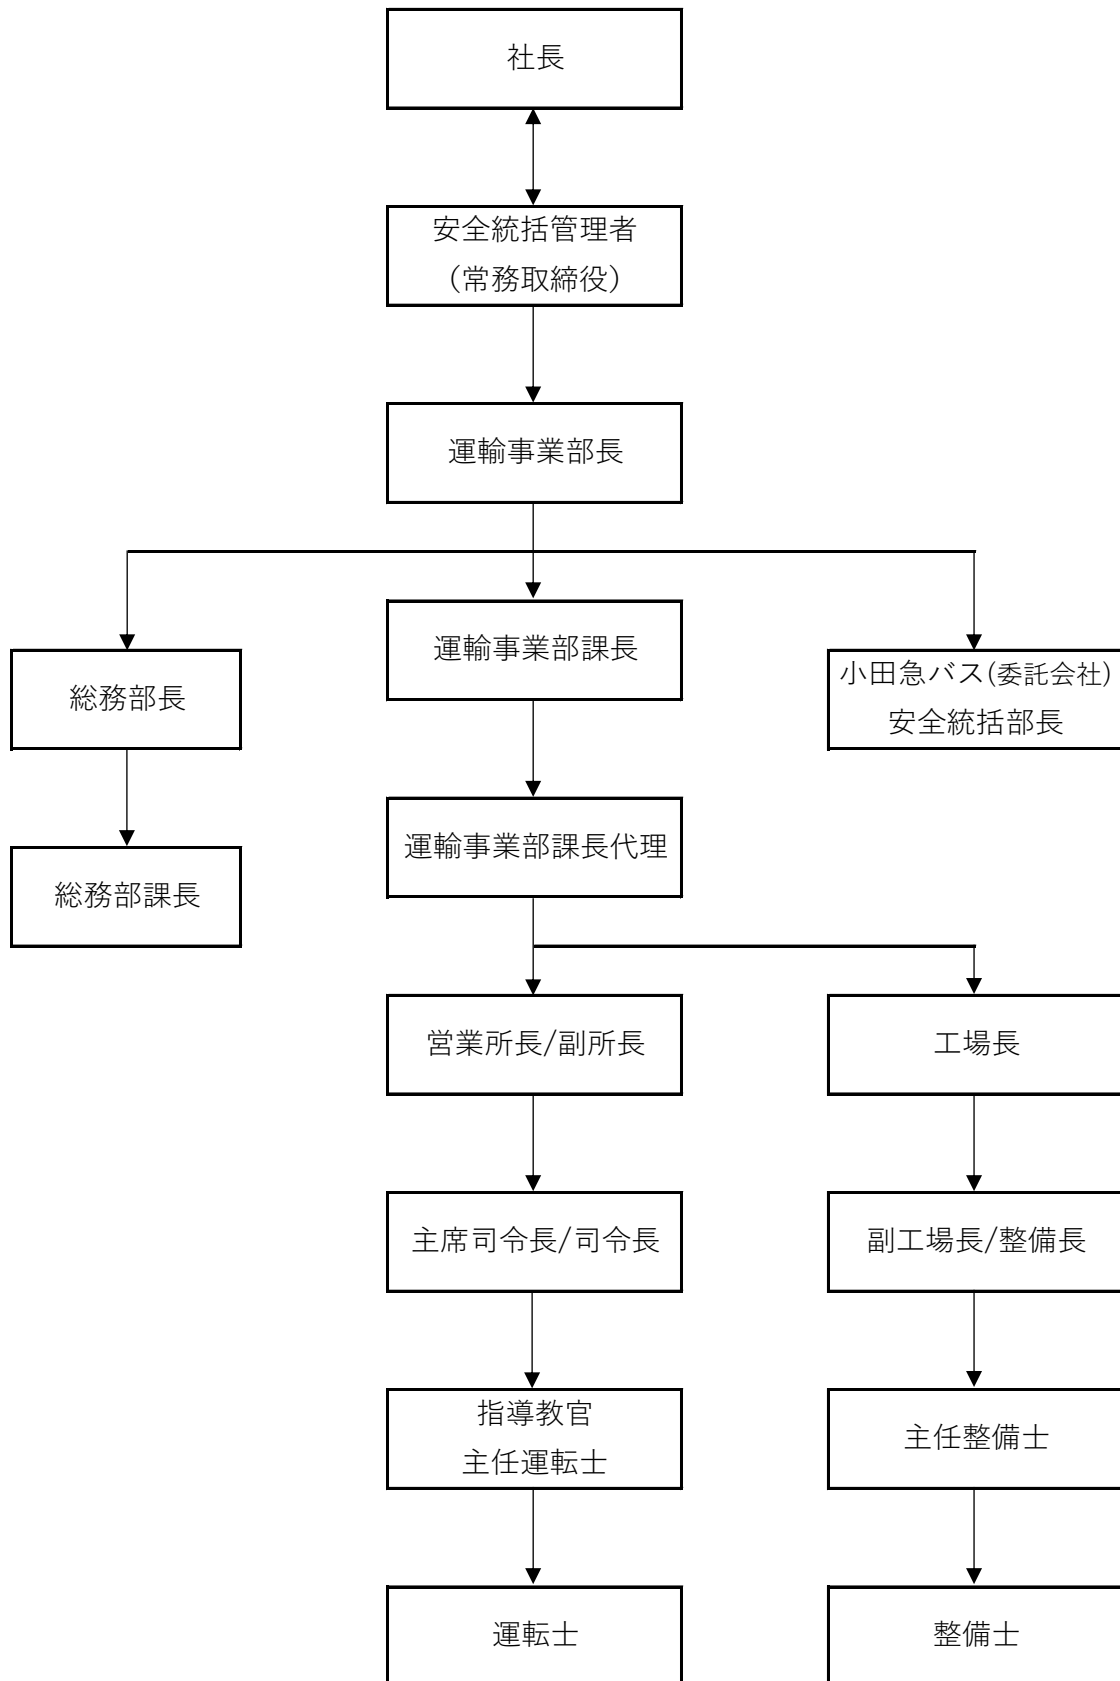 社長
安全統括管理者
(常務取締役)
運輸事業部長
総務部長
運輸事業部課長
小田急バス(委託会社)
安全統括部長
運輸事業部課長代理
総務部課長
営業所長/副所長
工場長
主席司令長/司令長
副工場長/整備長
指導教官
主任運転士
主任整備士
運転士
整備士